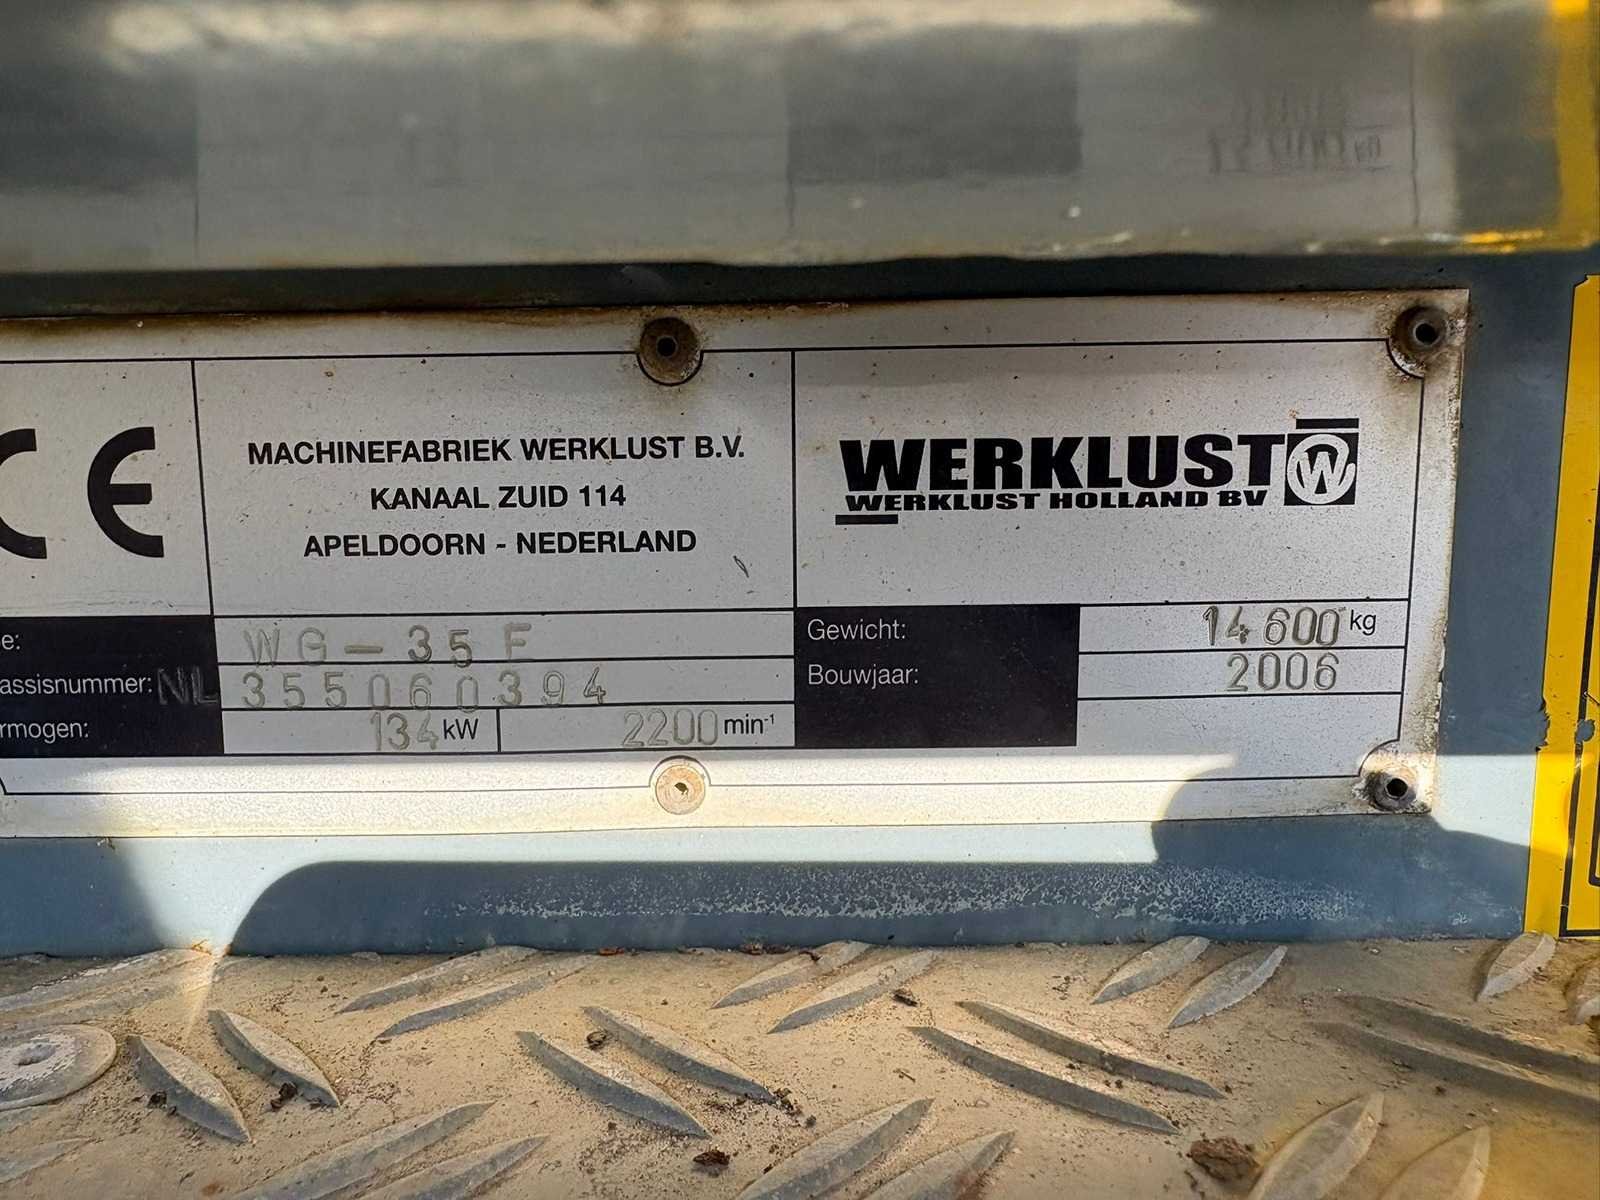 CE
MACHINEFABRIEK WERKLUST B.V.
KANAAL ZUID 114
APELDOORN - NEDERLAND
WERKLUST W
WERKLUST HOLLAND BV
e: WG-35F
assisnummer: NL 355060394
rmogen: 134 kW 2200 min-1
Gewicht: 14600 kg
Bouwjaar: 2006